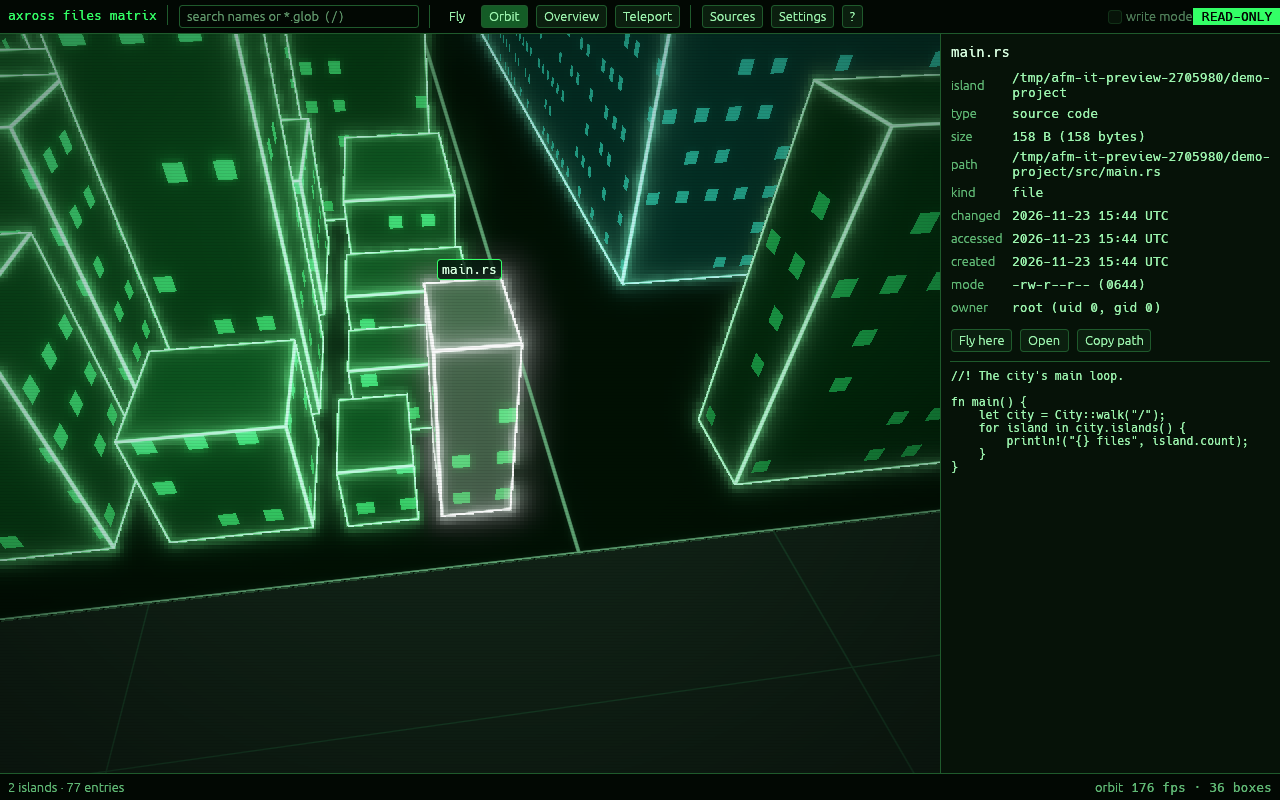 axross files matrix
search names or *.glob (/)
Fly
Orbit
Overview
Teleport
Sources
Settings
?
write mode
READ-ONLY
main.rs
main.rs
island /tmp/afm-it-preview-2705980/demo-
project
type source code
size 158 B (158 bytes)
path /tmp/afm-it-preview-2705980/demo-
project/src/main.rs
kind file
changed 2026-11-23 15:44 UTC
accessed 2026-11-23 15:44 UTC
created 2026-11-23 15:44 UTC
mode -rw-r--r-- (0644)
owner root (uid 0, gid 0)
Fly here
Open
Copy path
//! The city's main loop.
fn main() {
    let city = City::walk("/");
    for island in city.islands() {
        println!("{} files", island.count);
    }
}
2 islands · 77 entries
orbit 176 fps · 36 boxes